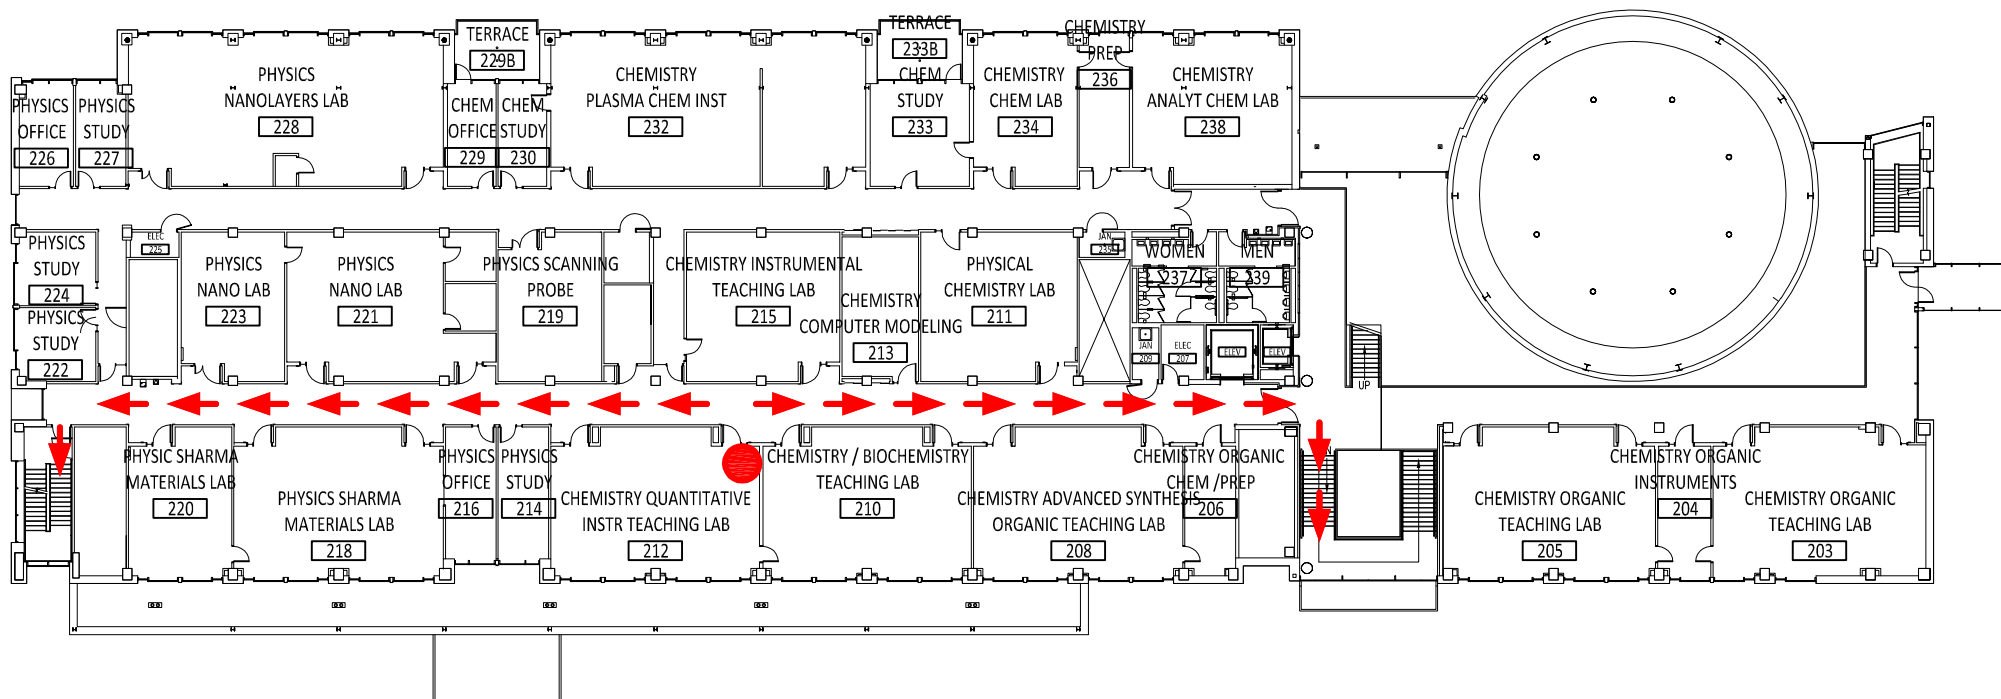 TERRACE
229B
TERRACE
233B
CHEMISTRY
PREP
236
PHYSICS
OFFICE
226
PHYSICS
STUDY
227
PHYSICS
NANOLAYERS LAB
228
CHEM
OFFICE
229
CHEM
STUDY
230
CHEMISTRY
PLASMA CHEM INST
232
CHEM
STUDY
233
CHEMISTRY
CHEM LAB
234
CHEMISTRY
ANALYT CHEM LAB
238
PHYSICS
STUDY
224
PHYSICS
STUDY
222
ELEC
225
PHYSICS
NANO LAB
223
PHYSICS
NANO LAB
221
PHYSICS SCANNING
PROBE
219
CHEMISTRY INSTRUMENTAL
TEACHING LAB
215
CHEMISTRY
COMPUTER MODELING
213
PHYSICAL
CHEMISTRY LAB
211
JAN
235
WOMEN
237
MEN
239
JAN
209
ELEC
207
ELEV
ELEV
UP
PHYSIC SHARMA
MATERIALS LAB
220
PHYSICS SHARMA
MATERIALS LAB
218
PHYSICS
OFFICE
216
PHYSICS
STUDY
214
CHEMISTRY QUANTITATIVE
INSTR TEACHING LAB
212
CHEMISTRY / BIOCHEMISTRY
TEACHING LAB
210
CHEMISTRY ADVANCED SYNTHESIS
ORGANIC TEACHING LAB
208
CHEMISTRY ORGANIC
CHEM /PREP
206
CHEMISTRY ORGANIC
TEACHING LAB
205
CHEMISTRY ORGANIC
INSTRUMENTS
204
CHEMISTRY ORGANIC
TEACHING LAB
203